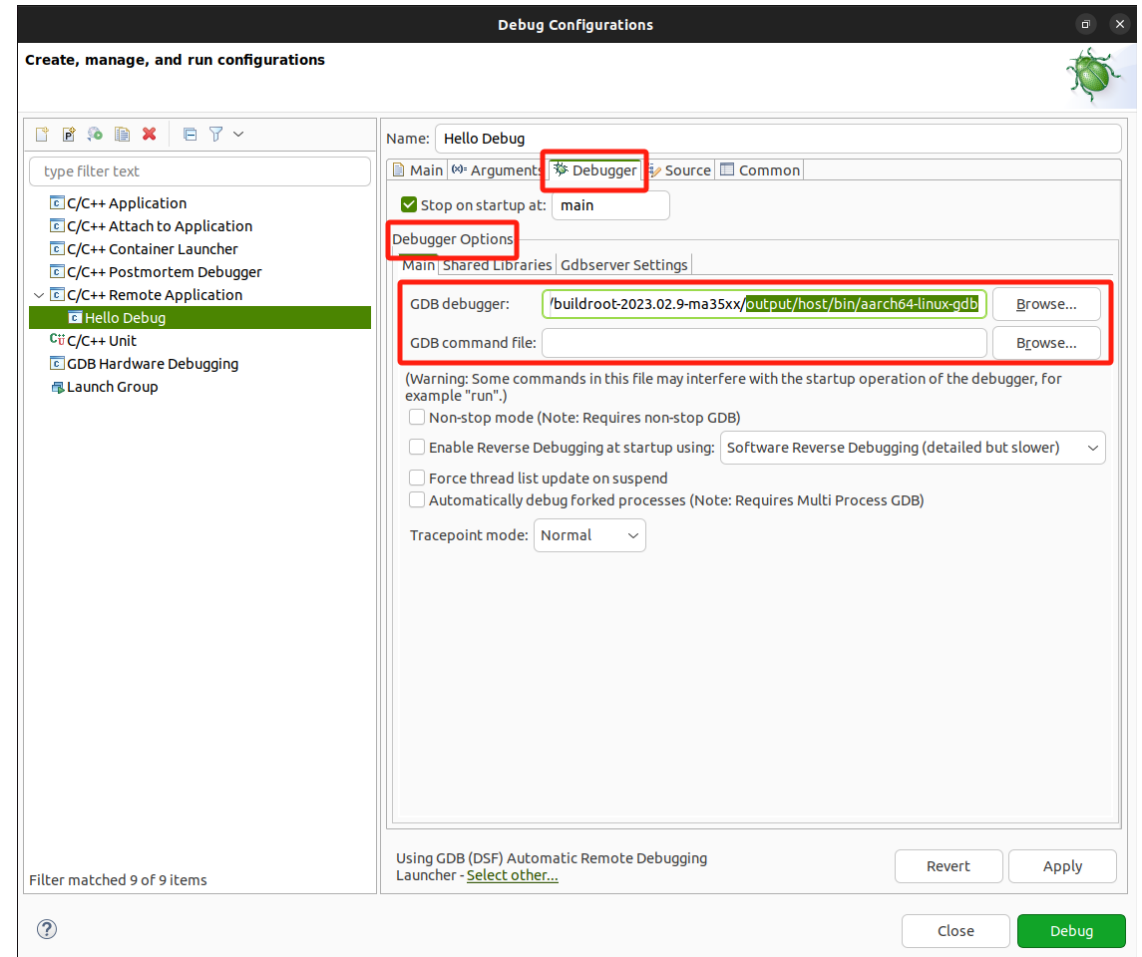 Debug Configurations
Create, manage, and run configurations
type filter text
C/C++ Application
C/C++ Attach to Application
C/C++ Container Launcher
C/C++ Postmortem Debugger
C/C++ Remote Application
Hello Debug
C/C++ Unit
GDB Hardware Debugging
Launch Group
Filter matched 9 of 9 items
Name: Hello Debug
Main Arguments Debugger Source Common
Stop on startup at: main
Debugger Options
Main Shared Libraries Gdbserver Settings
GDB debugger: /buildroot-2023.02.9-ma35xx/output/host/bin/aarch64-linux-gdb Browse...
GDB command file: Browse...
(Warning: Some commands in this file may interfere with the startup operation of the debugger, for
example "run".)
Non-stop mode (Note: Requires non-stop GDB)
Enable Reverse Debugging at startup using: Software Reverse Debugging (detailed but slower)
Force thread list update on suspend
Automatically debug forked processes (Note: Requires Multi Process GDB)
Tracepoint mode: Normal
Using GDB (DSF) Automatic Remote Debugging
Launcher - Select other...
Revert Apply
Close Debug